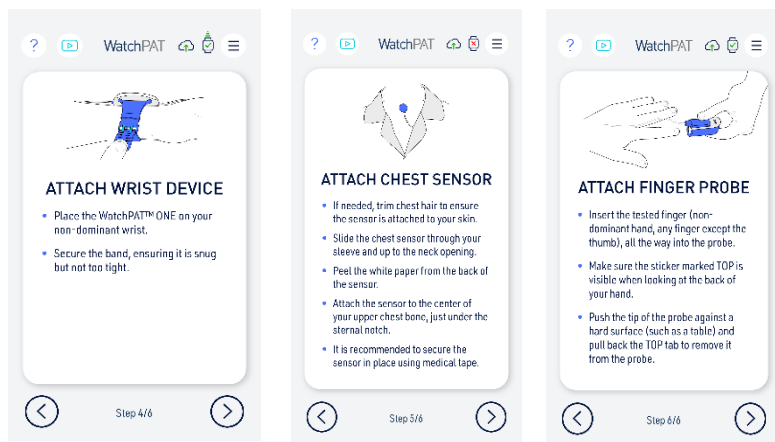 ? WatchPAT
ATTACH WRIST DEVICE
• Place the WatchPAT™ ONE on your
non-dominant wrist.
• Secure the band, ensuring it is snug
but not too tight.
Step 4/6
? WatchPAT
ATTACH CHEST SENSOR
• If needed, trim chest hair to ensure
the sensor is attached to your skin.
• Slide the chest sensor through your
sleeve and up to the neck opening.
• Peel the white paper from the back of
the sensor.
• Attach the sensor to the center of
your upper chest bone, just under the
sternal notch.
• It is recommended to secure the
sensor in place using medical tape.
Step 5/6
? WatchPAT
ATTACH FINGER PROBE
• Insert the tested finger (non-
dominant hand, any finger except the
thumb), all the way into the probe.
• Make sure the sticker marked TOP is
visible when looking at the back of
your hand.
• Push the tip of the probe against a
hard surface (such as a table) and
pull back the TOP tab to remove it
from the probe.
Step 6/6